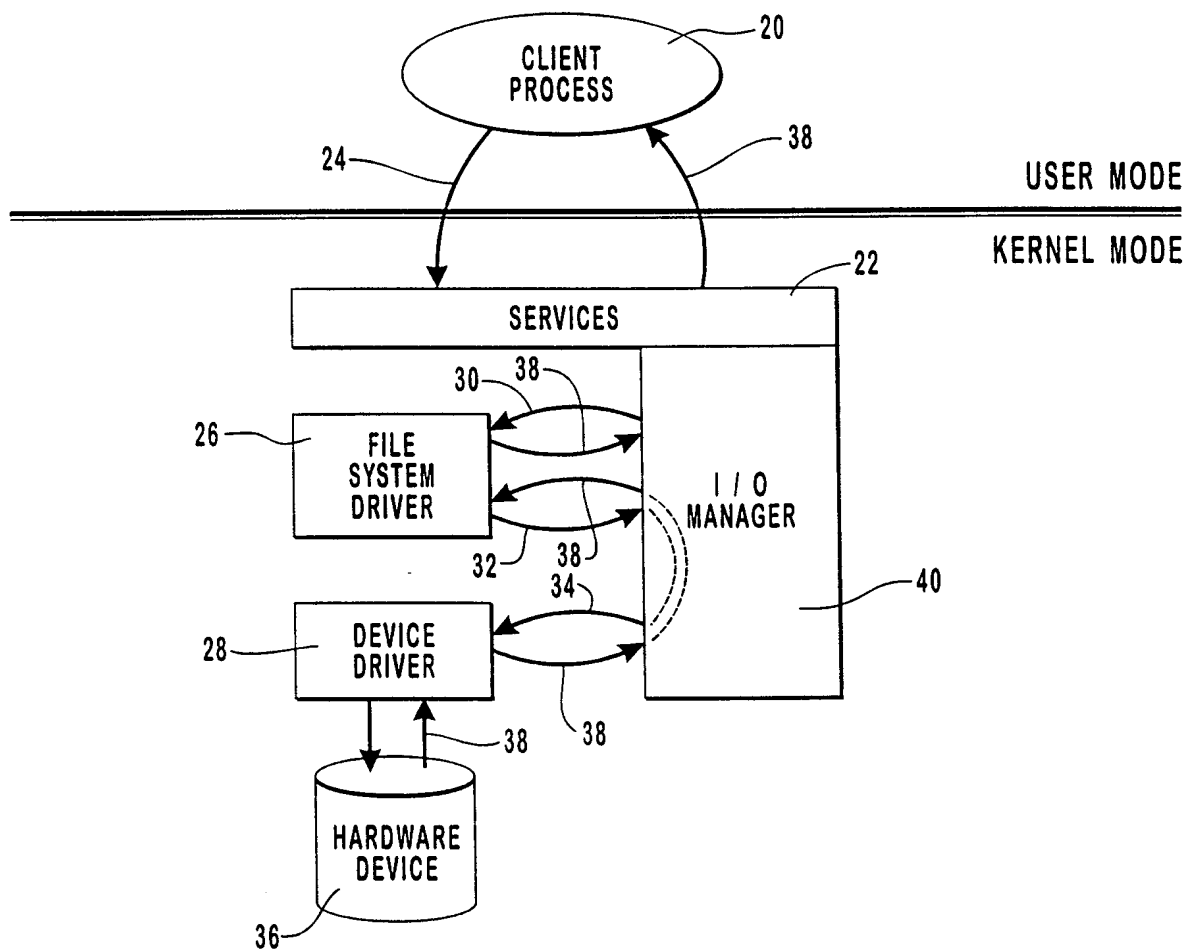 20
CLIENT
PROCESS
24
38
USER MODE
KERNEL MODE
22
SERVICES
30
38
26
FILE
SYSTEM
DRIVER
38
I / O
MANAGER
32
38
34
40
28
DEVICE
DRIVER
38
38
HARDWARE
DEVICE
36